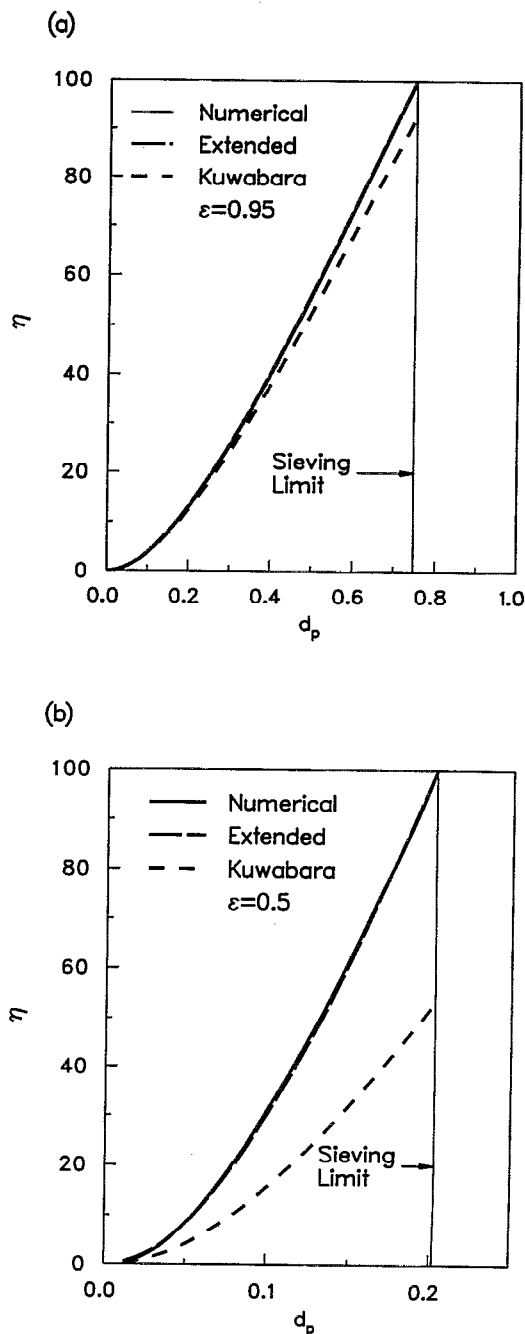 (a)
100
80
60
40
20
0
η
Numerical
Extended
Kuwabara
ε=0.95
Sieving
Limit
0.0 0.2 0.4 0.6 0.8 1.0
dp
(b)
100
80
60
40
20
0
η
Numerical
Extended
Kuwabara
ε=0.5
Sieving
Limit
0.0 0.1 0.2
dp